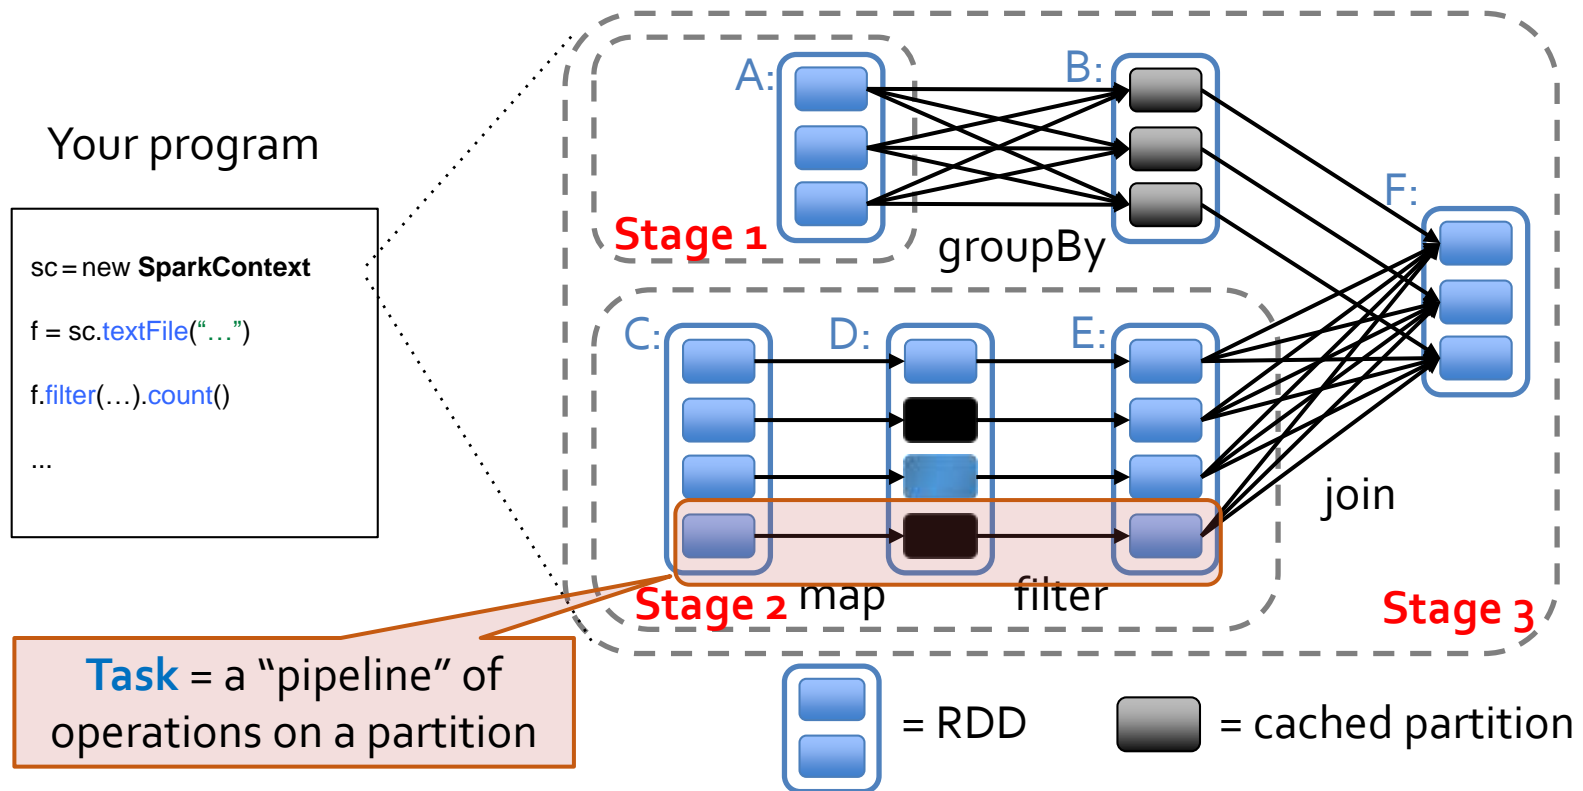 Your program
sc = new SparkContext
f = sc.textFile(“…”)
f.filter(…).count()
...
A:
B:
Stage 1
groupBy
F:
C:
D:
E:
join
Stage 2
map
filter
Stage 3
Task = a “pipeline” of
operations on a partition
= RDD
= cached partition